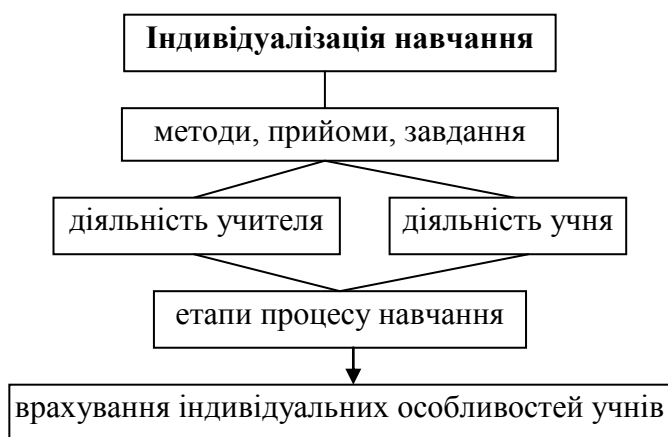 Індивідуалізація навчання
методи, прийоми, завдання
діяльність учителя
діяльність учня
етапи процесу навчання
врахування індивідуальних особливостей учнів